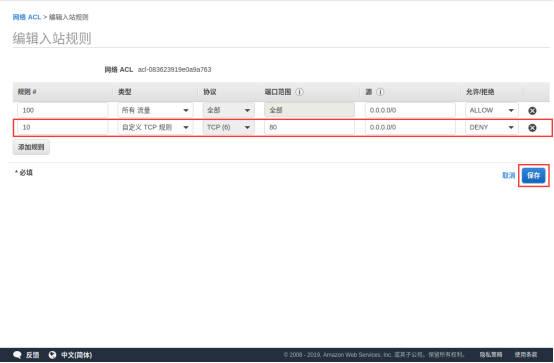 网络 ACL > 编辑入站规则
编辑入站规则
网络 ACL acl-083623919e0a9a763
规则 # 类型 协议 端口范围 源 允许/拒绝
100 所有 流量 全部 全部 0.0.0.0/0 ALLOW
10 自定义 TCP 规则 TCP (6) 80 0.0.0.0/0 DENY
添加规则
* 必填 取消 保存
反馈 中文(简体) © 2008 - 2019, Amazon Web Services, Inc. 或其子公司。保留所有权利。 隐私策略 使用条款